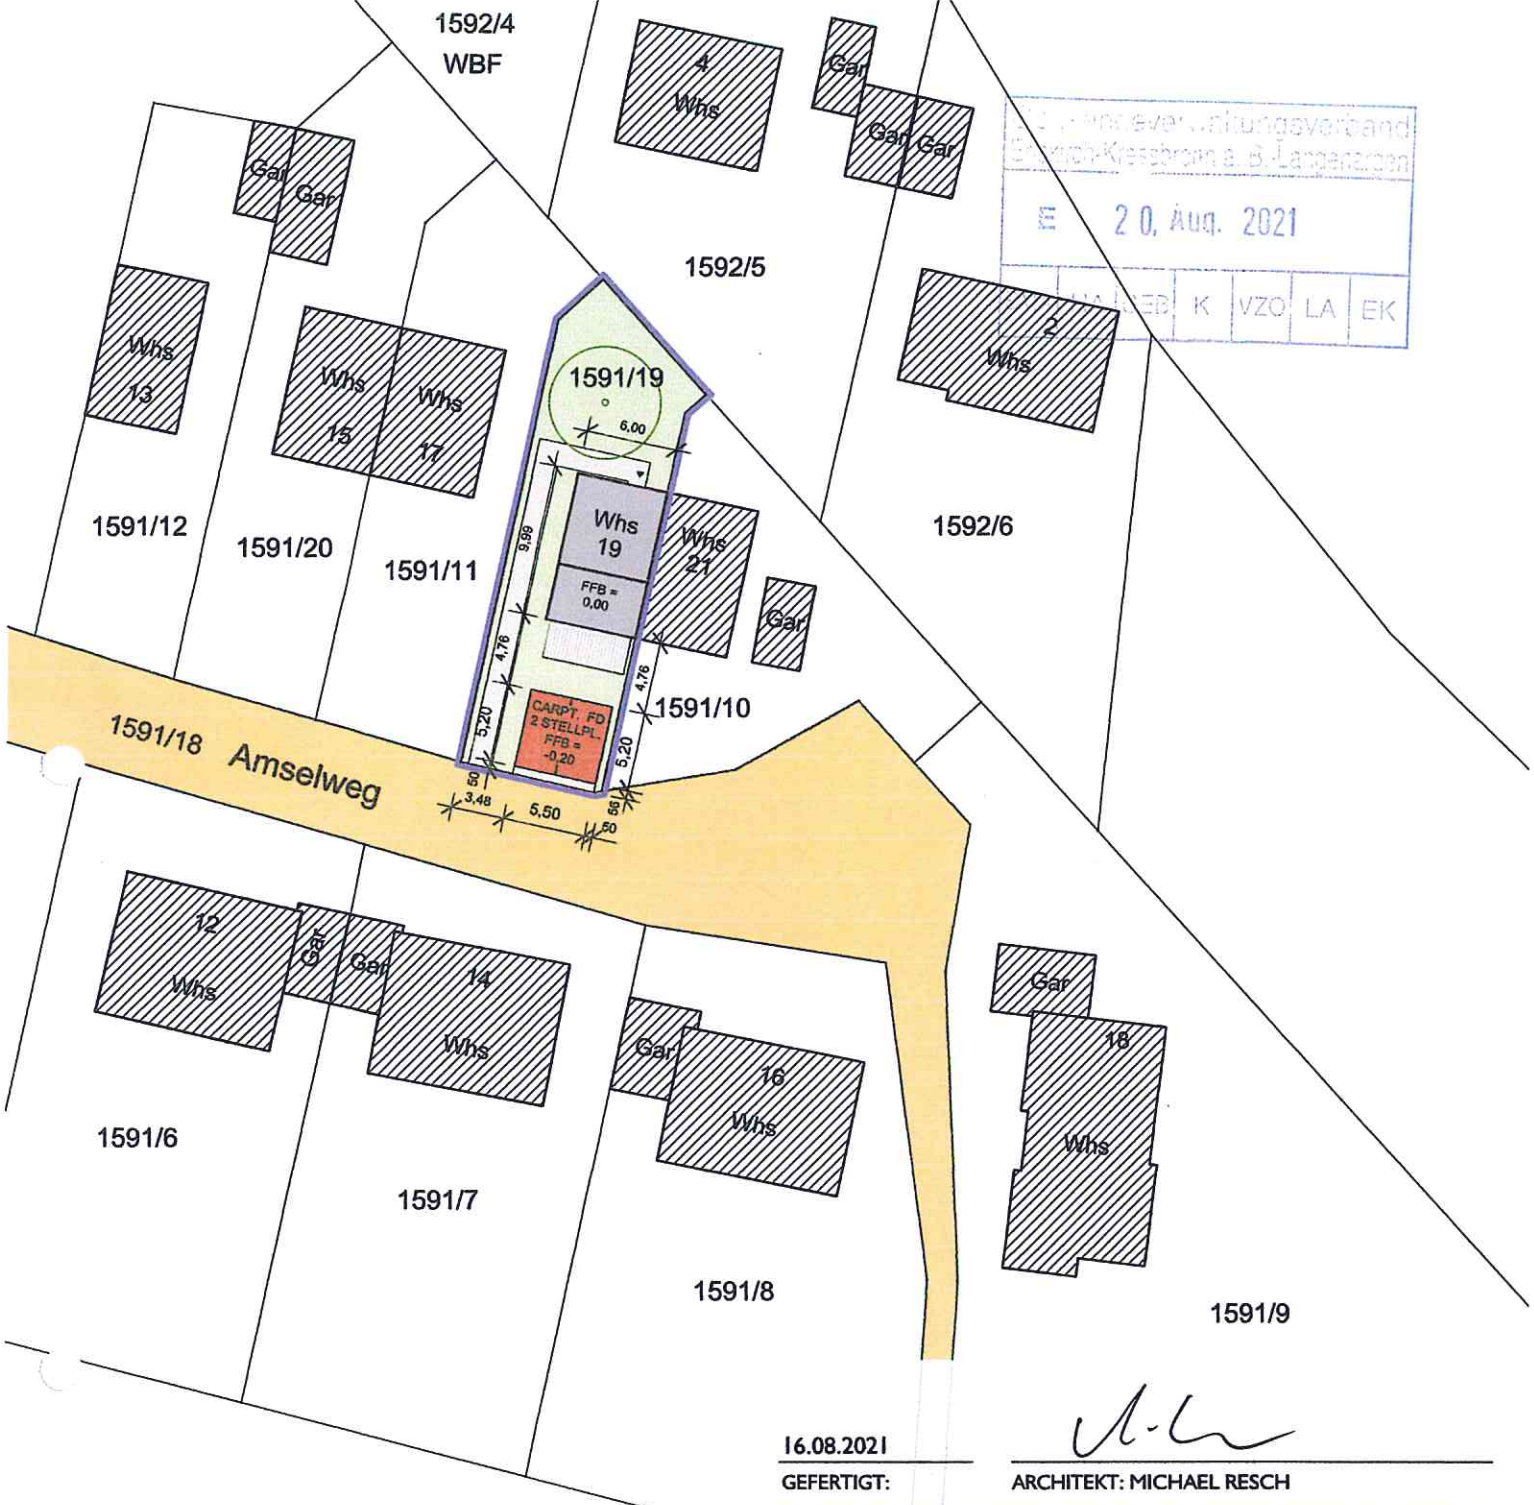 1592/4
WBF
4
Whs
Gar
Gar
Gar
Gar
Gar
20. Aug. 2021
K VZO LA EK
1592/5
2
Whs
Whs
13
Whs
15
Whs
17
1591/19
6,00
1591/12
1591/20
1591/11
9,99
Whs
19
FFB =
0,00
Whs
21
Gar
1592/6
4,76
4,76
5,20
CARPT. FD
2 STELLPL.
FFB =
-0,20
5,20
1591/10
1591/18 Amselweg
50
3,48
5,50
56
50
12
Whs
Gar
Gar
14
Whs
Gar
16
Whs
Gar
18
Whs
1591/6
1591/7
1591/8
1591/9
16.08.2021
GEFERTIGT:
ARCHITEKT: MICHAEL RESCH